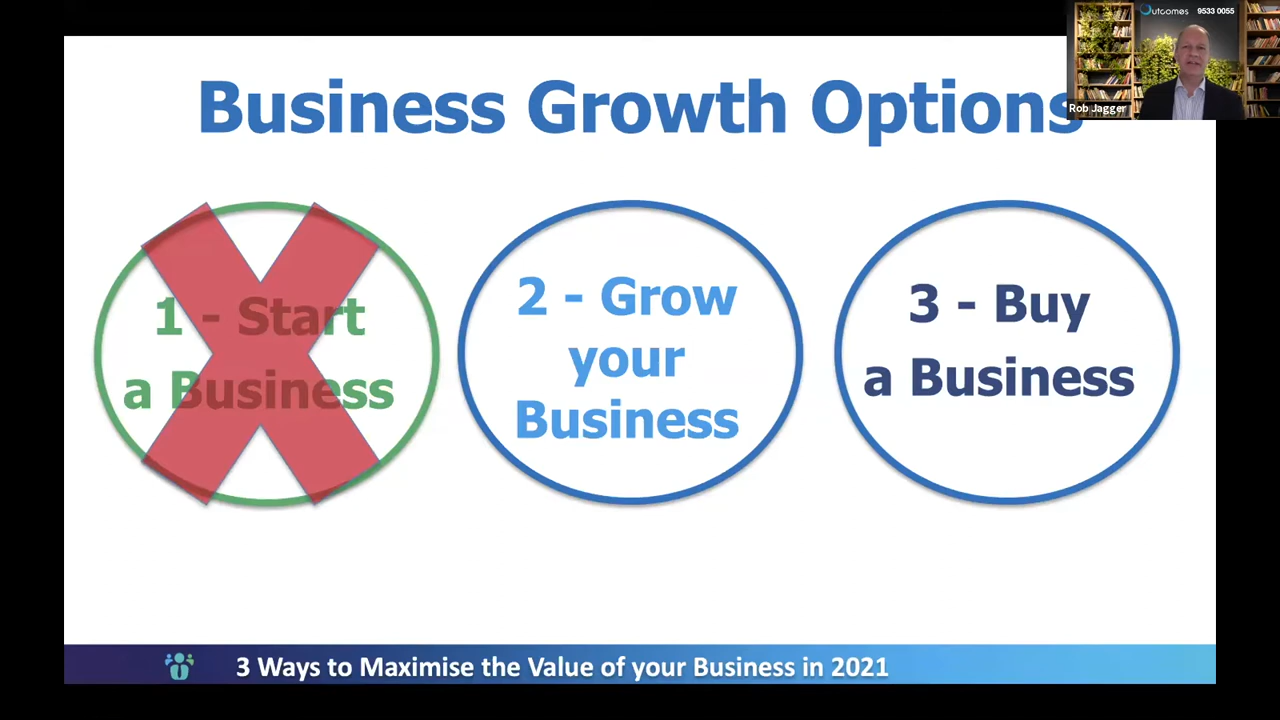 Outcomes 9533 0055
Rob Jagger
Business Growth Options
1 - Start
a Business
2 - Grow
your
Business
3 - Buy
a Business
3 Ways to Maximise the Value of your Business in 2021